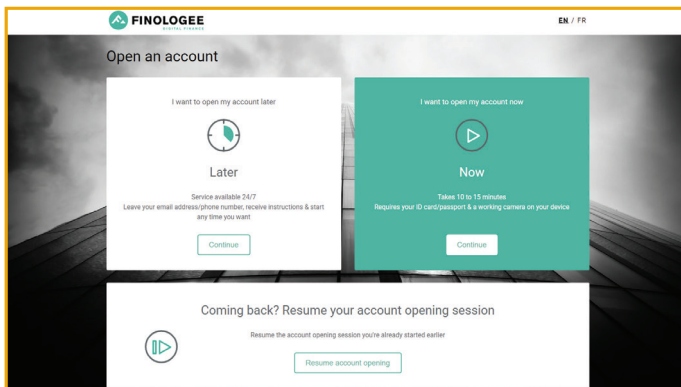 FINOLOGEE
DIGITAL FINANCE
EN / FR
Open an account
I want to open my account later
Later
Service available 24/7
Leave your email address/phone number, receive instructions & start
any time you want
Continue
I want to open my account now
Now
Takes 10 to 15 minutes
Requires your ID card/passport & a working camera on your device
Continue
Coming back? Resume your account opening session
Resume the account opening session you're already started earlier
Resume account opening